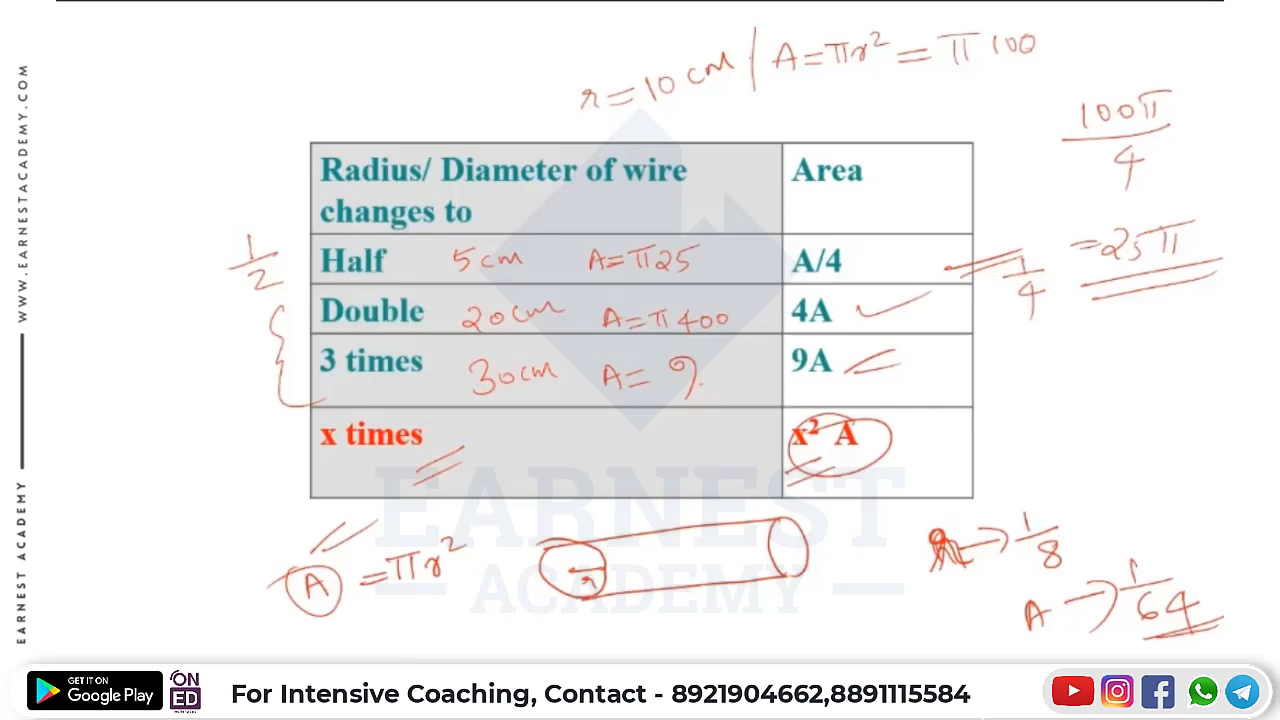 r = 10 cm / A = πr² = π 100
100π
4
= 25 π
Radius/ Diameter of wire changes to
Area
1/2
Half 5 cm A = π 25
A/4
1/4
Double 20 cm A = π 400
4A
3 times 30 cm A = 9
9A
x times
x² A
EARNEST
ACADEMY
A = πr²
r
r → 1/8
A → 1/64
EARNEST ACADEMY
WWW.EARNESTACADEMY.COM
GET IT ON
Google Play
ON
ED
For Intensive Coaching, Contact - 8921904662,8891115584